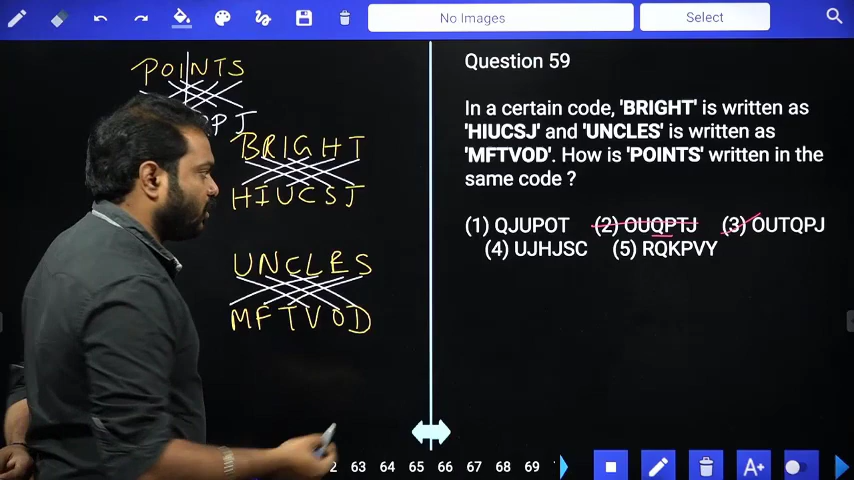 No Images
Select
POINTS
PJ
BRIGHT
HIUCSJ
UNCLES
MFTVOD
Question 59
In a certain code, 'BRIGHT' is written as
'HIUCSJ' and 'UNCLES' is written as
'MFTVOD'. How is 'POINTS' written in the
same code ?
(1) QJUPOT (2) OUQPTJ (3) OUTQPJ
(4) UJHJSC (5) RQKPVY
63 64 65 66 67 68 69
A+